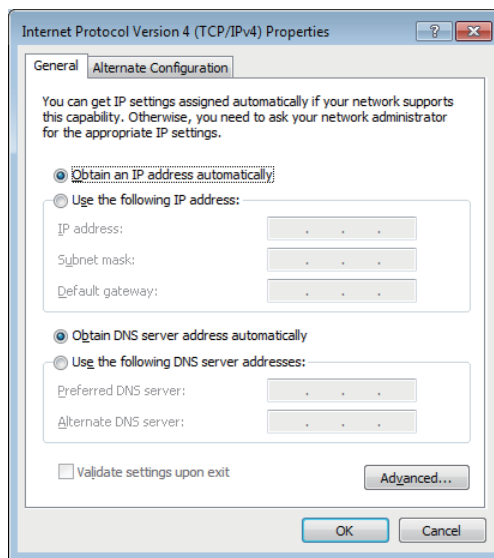 Internet Protocol Version 4 (TCP/IPv4) Properties
General
Alternate Configuration
You can get IP settings assigned automatically if your network supports
this capability. Otherwise, you need to ask your network administrator
for the appropriate IP settings.
Obtain an IP address automatically
Use the following IP address:
IP address:
Subnet mask:
Default gateway:
Obtain DNS server address automatically
Use the following DNS server addresses:
Preferred DNS server:
Alternate DNS server:
Validate settings upon exit
Advanced...
OK
Cancel